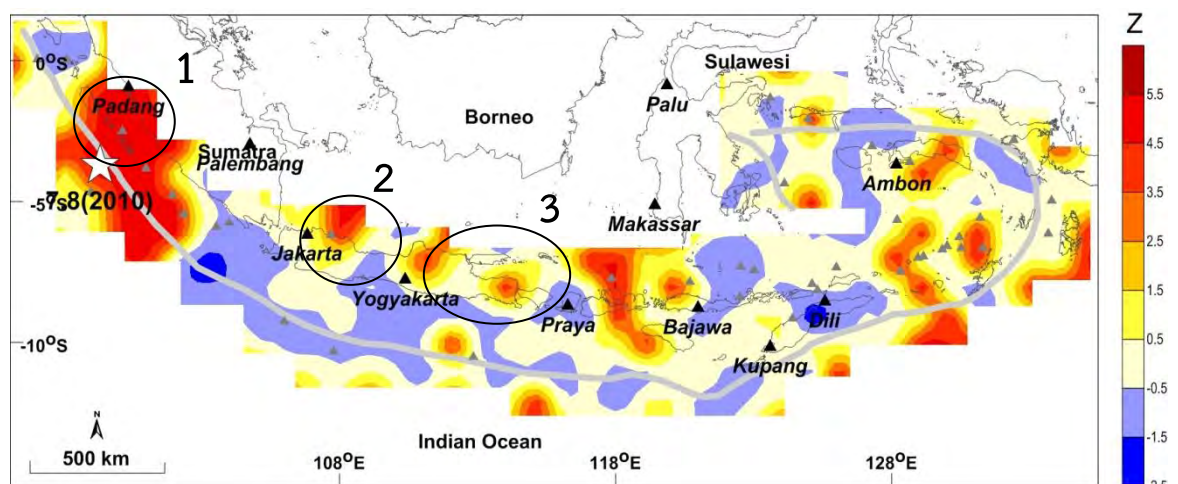 Z
0°S
1
Padang
Sulawesi
Palu
Borneo
Sumatra
Palembang
7.8(2010)
-5°S
2
3
Ambon
Makassar
Jakarta
Yogyakarta
Praya
Bajawa
Dili
Kupang
-10°S
N
500 km
Indian Ocean
108°E
118°E
128°E
5.5
4.5
3.5
2.5
1.5
0.5
-0.5
-1.5
-2.5